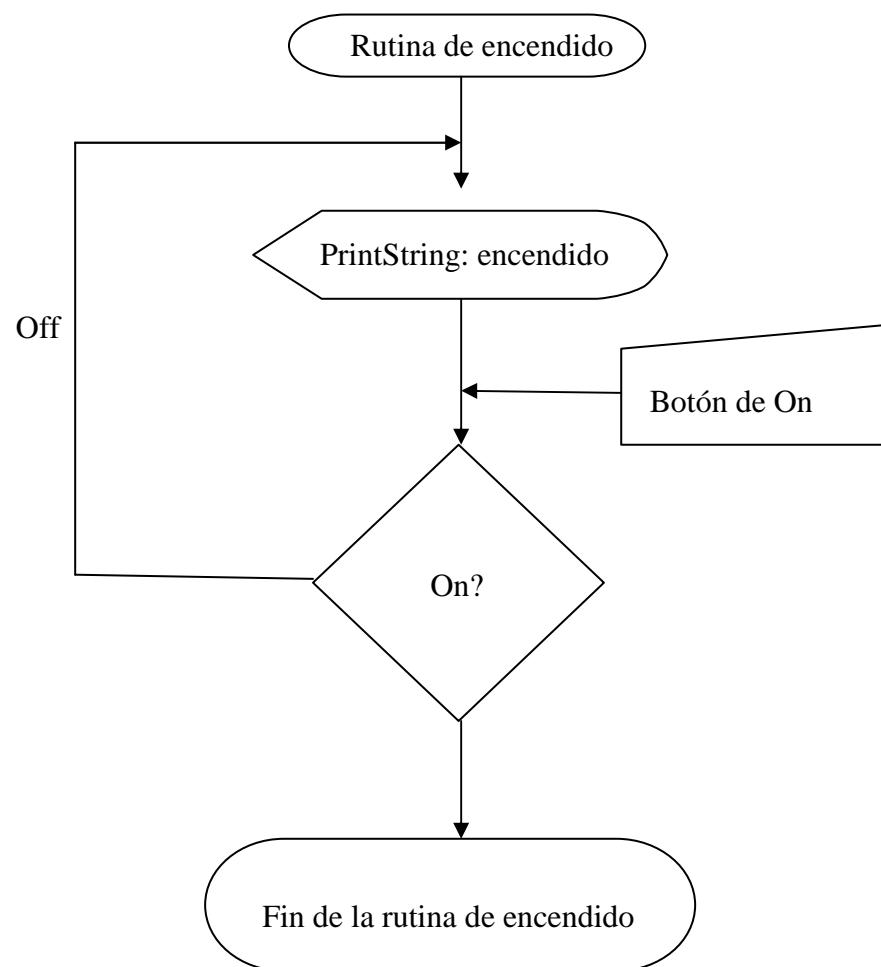 Rutina de encendido
PrintString: encendido
Off
Botón de On
On?
Fin de la rutina de encendido